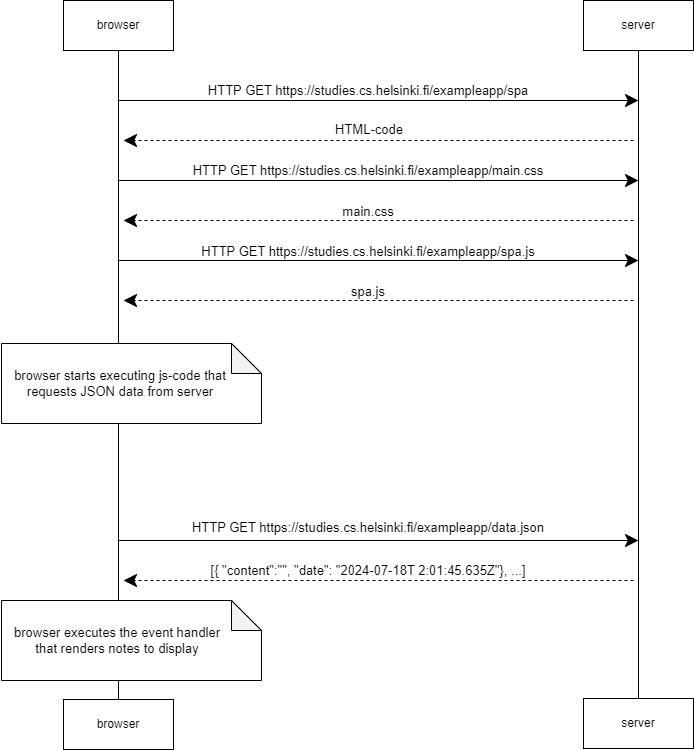 browser
server
HTTP GET https://studies.cs.helsinki.fi/exampleapp/spa
HTML-code
HTTP GET https://studies.cs.helsinki.fi/exampleapp/main.css
main.css
HTTP GET https://studies.cs.helsinki.fi/exampleapp/spa.js
spa.js
browser starts executing js-code that
requests JSON data from server
HTTP GET https://studies.cs.helsinki.fi/exampleapp/data.json
[{ "content":"", "date": "2024-07-18T 2:01:45.635Z"}, ...]
browser executes the event handler
that renders notes to display
browser
server